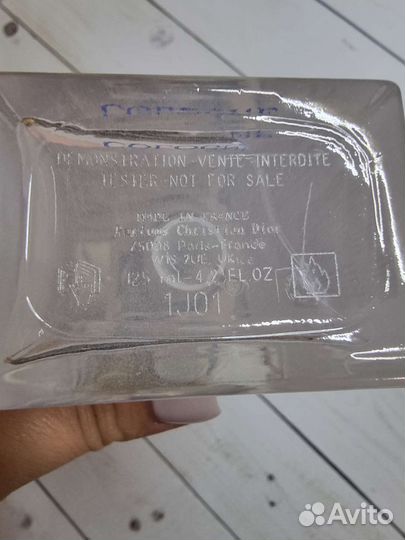 DEMONSTRATION-VENTE-INTERDITE
TESTER-NOT FOR SALE
MADE IN FRANCE
Parfums Christian Dior
75008 Paris-France
W1S 2UE, UK
125 ml-4.2 FL.OZ
1J01
Avito